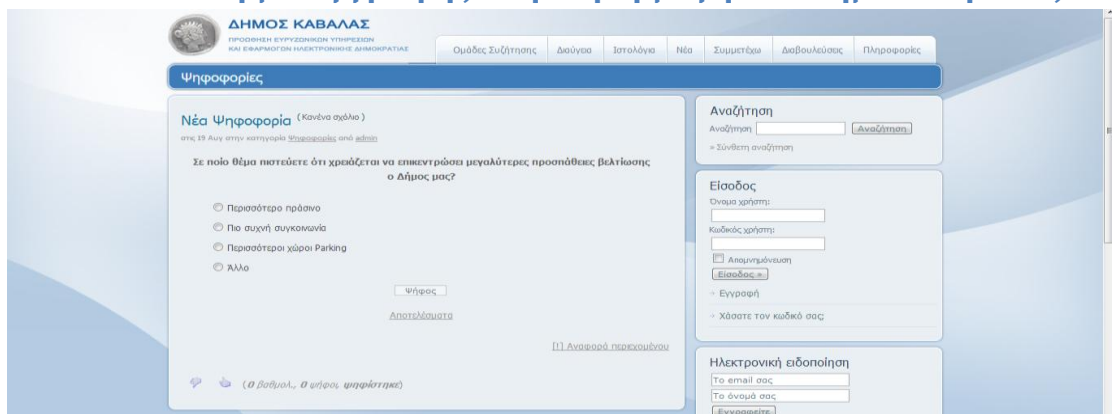 ΔΗΜΟΣ ΚΑΒΑΛΑΣ
ΠΡΟΩΘΗΣΗ ΕΥΡΥΖΩΝΙΚΩΝ ΥΠΗΡΕΣΙΩΝ
ΚΑΙ ΕΦΑΡΜΟΓΩΝ ΗΛΕΚΤΡΟΝΙΚΗΣ ΔΗΜΟΚΡΑΤΙΑΣ
Ομάδες Συζήτησης Διαύγεια Ιστολόγια Νέα Συμμετέχω Διαβουλεύσεις Πληροφορίες
Ψηφοφορίες
Νέα Ψηφοφορία (Κανένα σχόλιο)
στις 19 Αυγ στην κατηγορία Ψηφοφορίες από admin
Σε ποίο θέμα πιστεύετε ότι χρειάζεται να επικεντρώσει μεγαλύτερες προσπάθειες βελτίωσης
ο Δήμος μας?
Περισσότερο πράσινο
Πιο συχνή συγκοινωνία
Περισσότεροι χώροι Parking
Άλλο
Ψήφος
Αποτελέσματα
[!] Αναφορά περιεχομένου
(0 βαθμολ., 0 ψήφοι, ψηφίστηκε)
Αναζήτηση
Αναζήτηση Αναζήτηση
» Σύνθετη αναζήτηση
Είσοδος
Όνομα χρήστη:
Κωδικός χρήστη:
Απομνημόνευση
Είσοδος »
Εγγραφή
Χάσατε τον κωδικό σας;
Ηλεκτρονική ειδοποίηση
Το email σας
Το όνομά σας
Εγγραφείτε